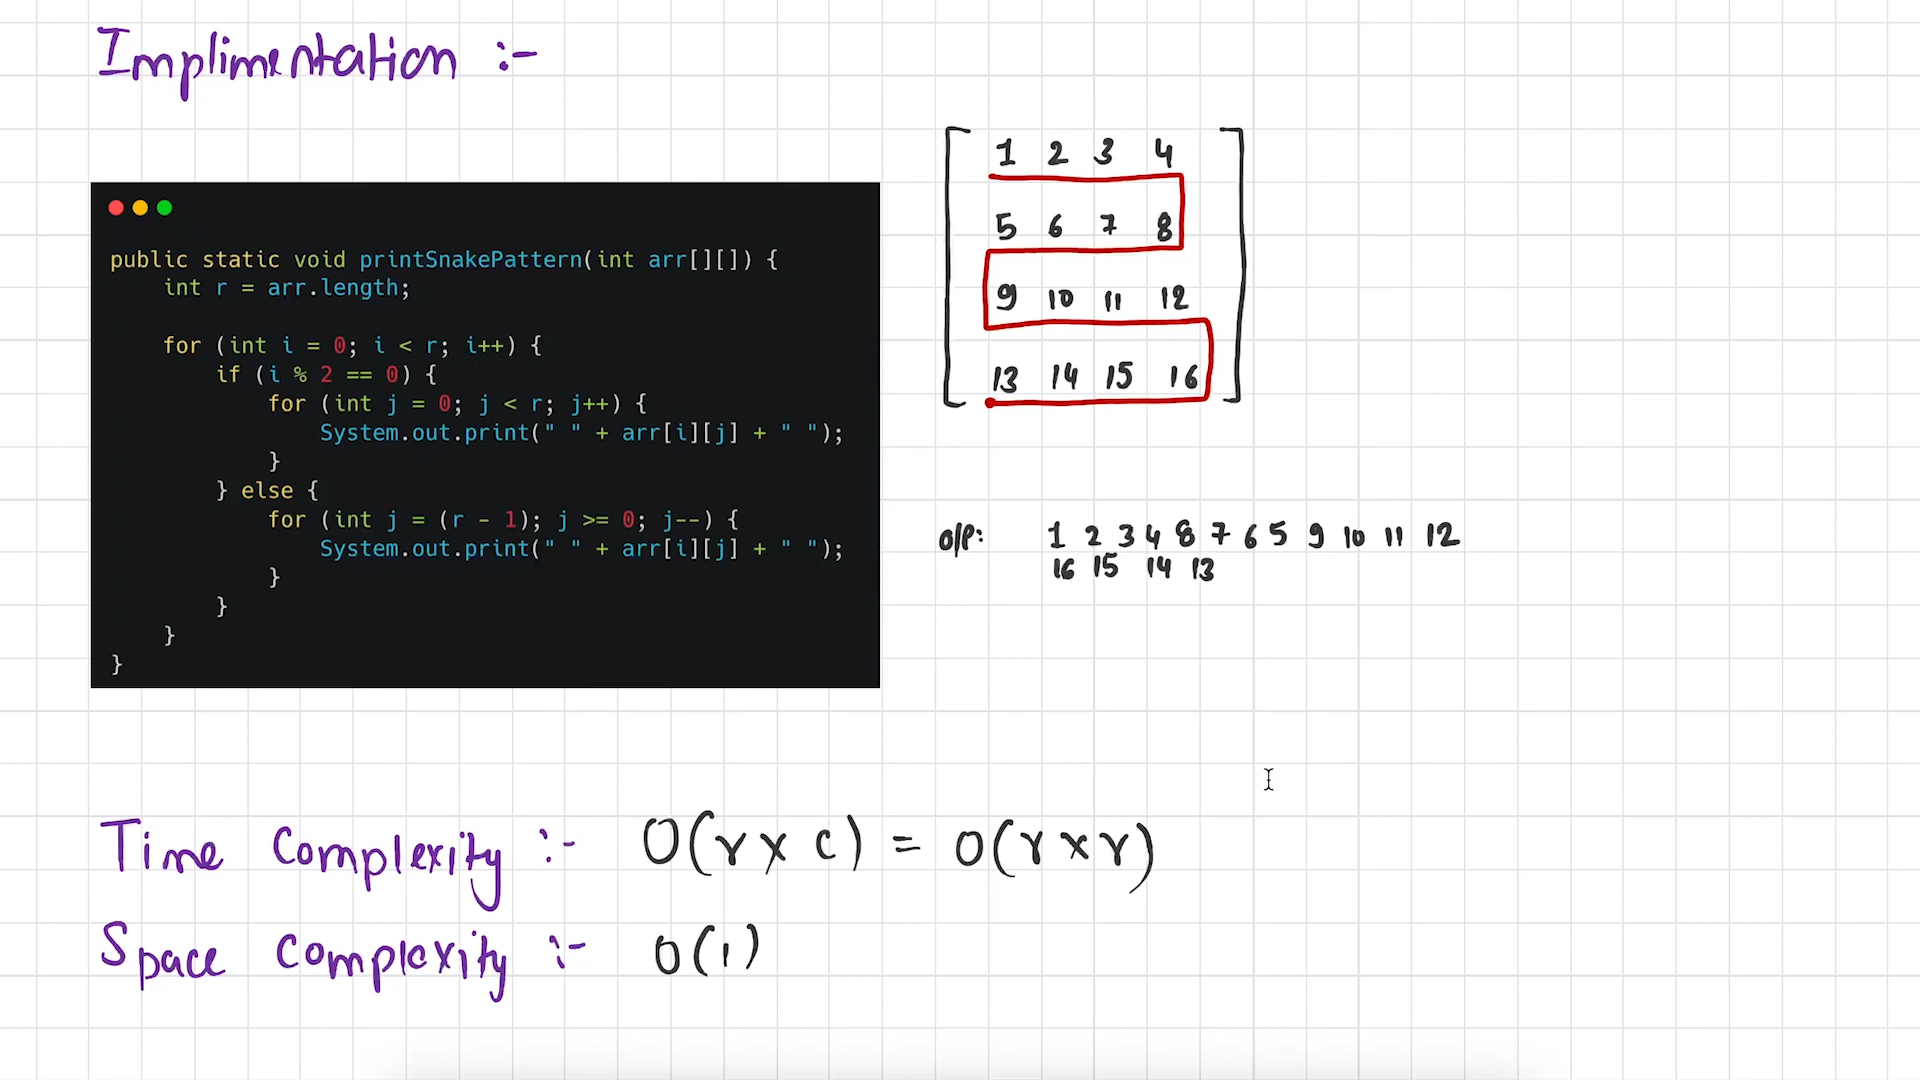 Implimentation :-
public static void printSnakePattern(int arr[][]) {
int r = arr.length;
for (int i = 0; i < r; i++) {
if (i % 2 == 0) {
for (int j = 0; j < r; j++) {
System.out.print(" " + arr[i][j] + " ");
}
} else {
for (int j = (r - 1); j >= 0; j--) {
System.out.print(" " + arr[i][j] + " ");
}
}
}
}
1 2 3 4
5 6 7 8
9 10 11 12
13 14 15 16
O/P: 1 2 3 4 8 7 6 5 9 10 11 12
16 15 14 13
Time Complexity :- O(r x c) = O(r x r)
Space Complexity :- O(1)